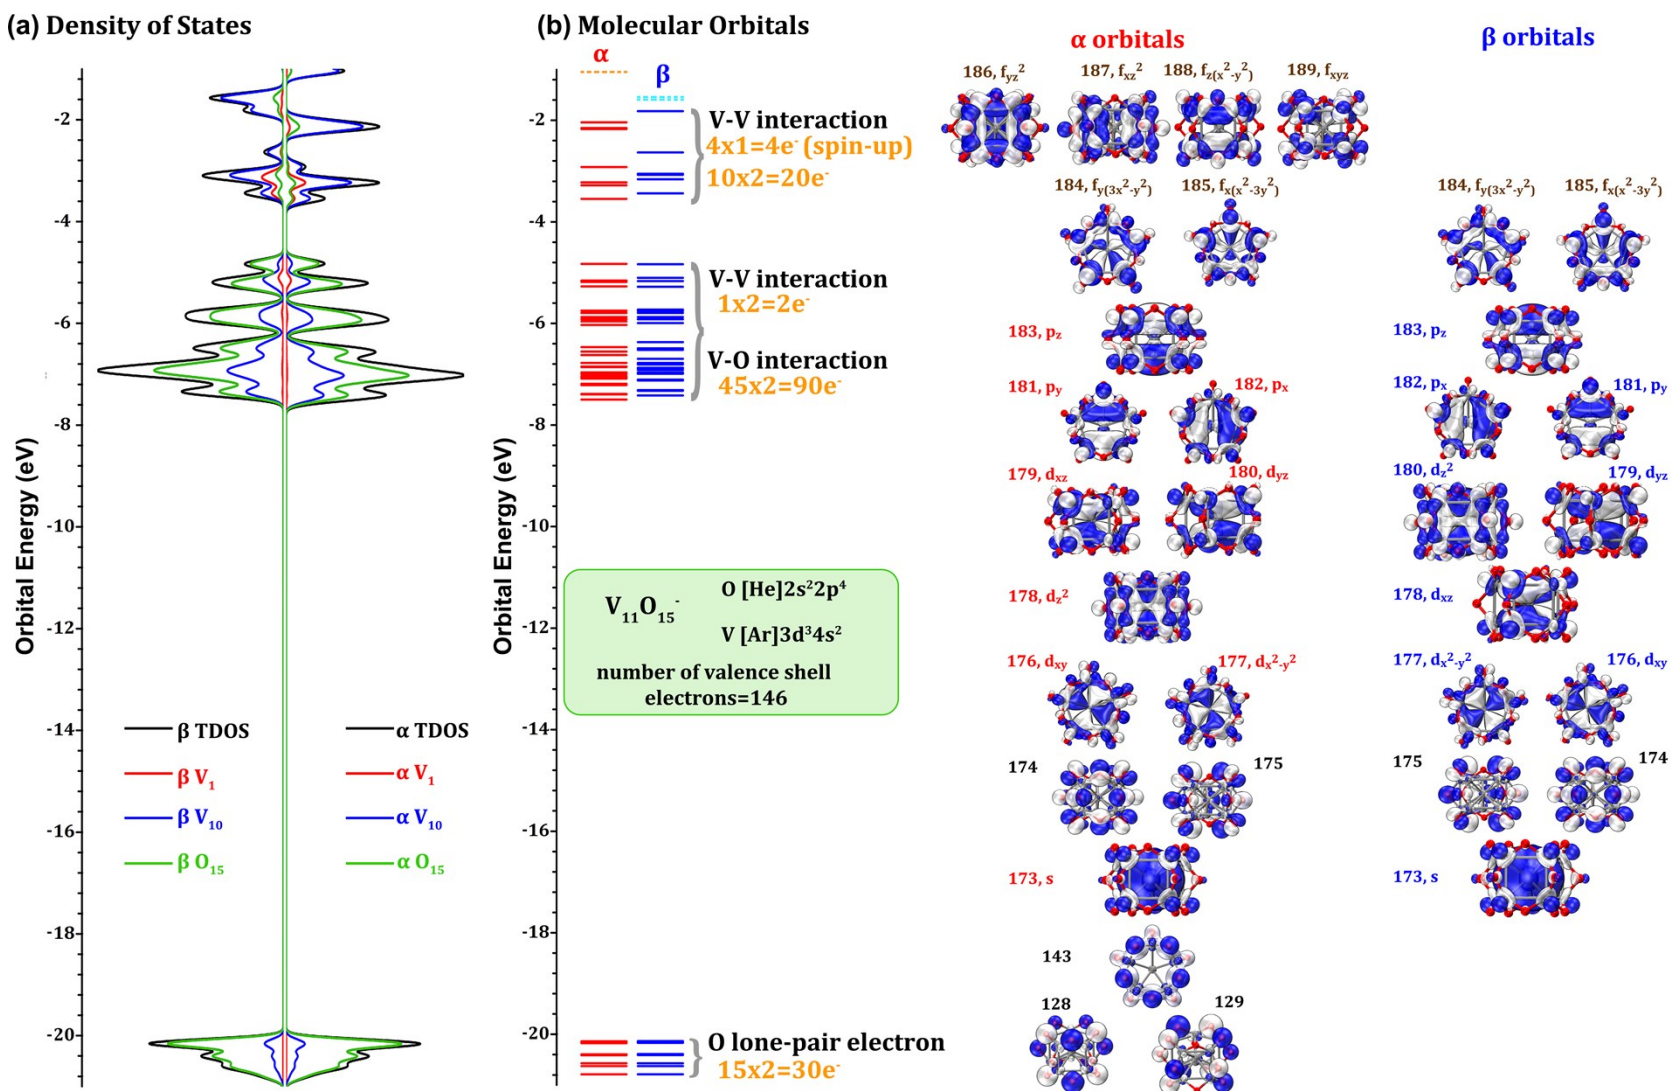 (a) Density of States
Orbital Energy (eV)
-2
-4
-6
-8
-10
-12
-14
-16
-18
-20
β TDOS
β V₁
β V₁₀
β O₁₅
α TDOS
α V₁
α V₁₀
α O₁₅
(b) Molecular Orbitals
Orbital Energy (eV)
-2
-4
-6
-8
-10
-12
-14
-16
-18
-20
α
β
V-V interaction
4x1=4e⁻ (spin-up)
10x2=20e⁻
V-V interaction
1x2=2e⁻
V-O interaction
45x2=90e⁻
V₁₁O₁₅⁻
O [He]2s²2p⁴
V [Ar]3d³4s²
number of valence shell
electrons=146
O lone-pair electron
15x2=30e⁻
α orbitals
186, f_yz²
187, f_xz²
188, f_z(x²-y²)
189, f_xyz
184, f_y(3x²-y²)
185, f_x(x²-3y²)
183, p_z
181, p_y
182, p_x
179, d_xz
180, d_yz
178, d_z²
176, d_xy
177, d_x²-y²
174
175
173, s
143
128
129
β orbitals
184, f_y(3x²-y²)
185, f_x(x²-3y²)
183, p_z
182, p_x
181, p_y
180, d_z²
179, d_yz
178, d_xz
177, d_x²-y²
176, d_xy
175
174
173, s